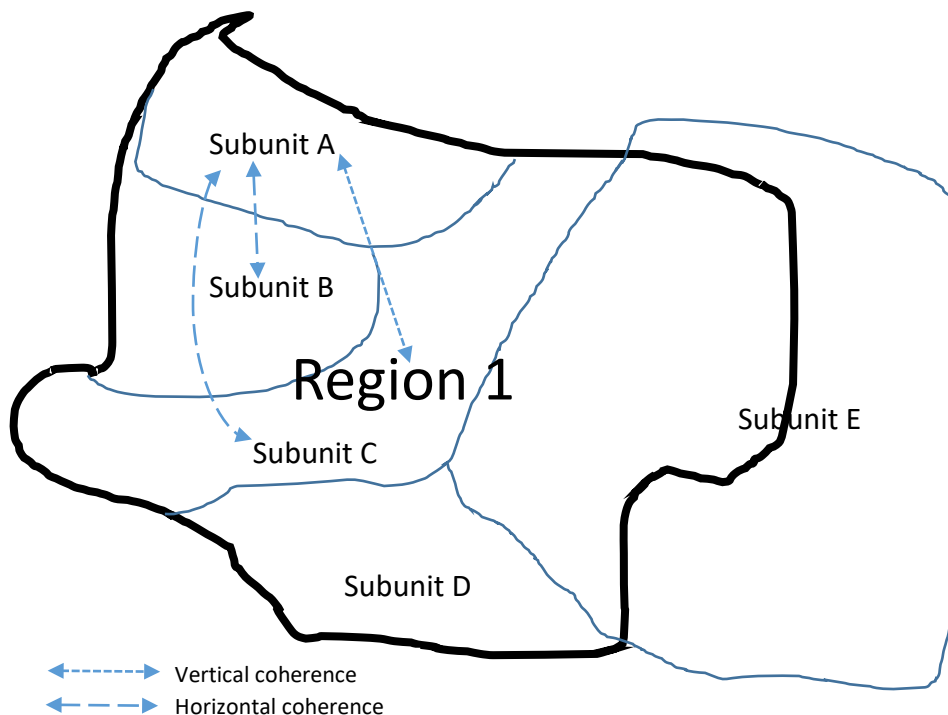 Subunit A
Subunit B
Region 1
Subunit E
Subunit C
Subunit D
Vertical coherence
Horizontal coherence